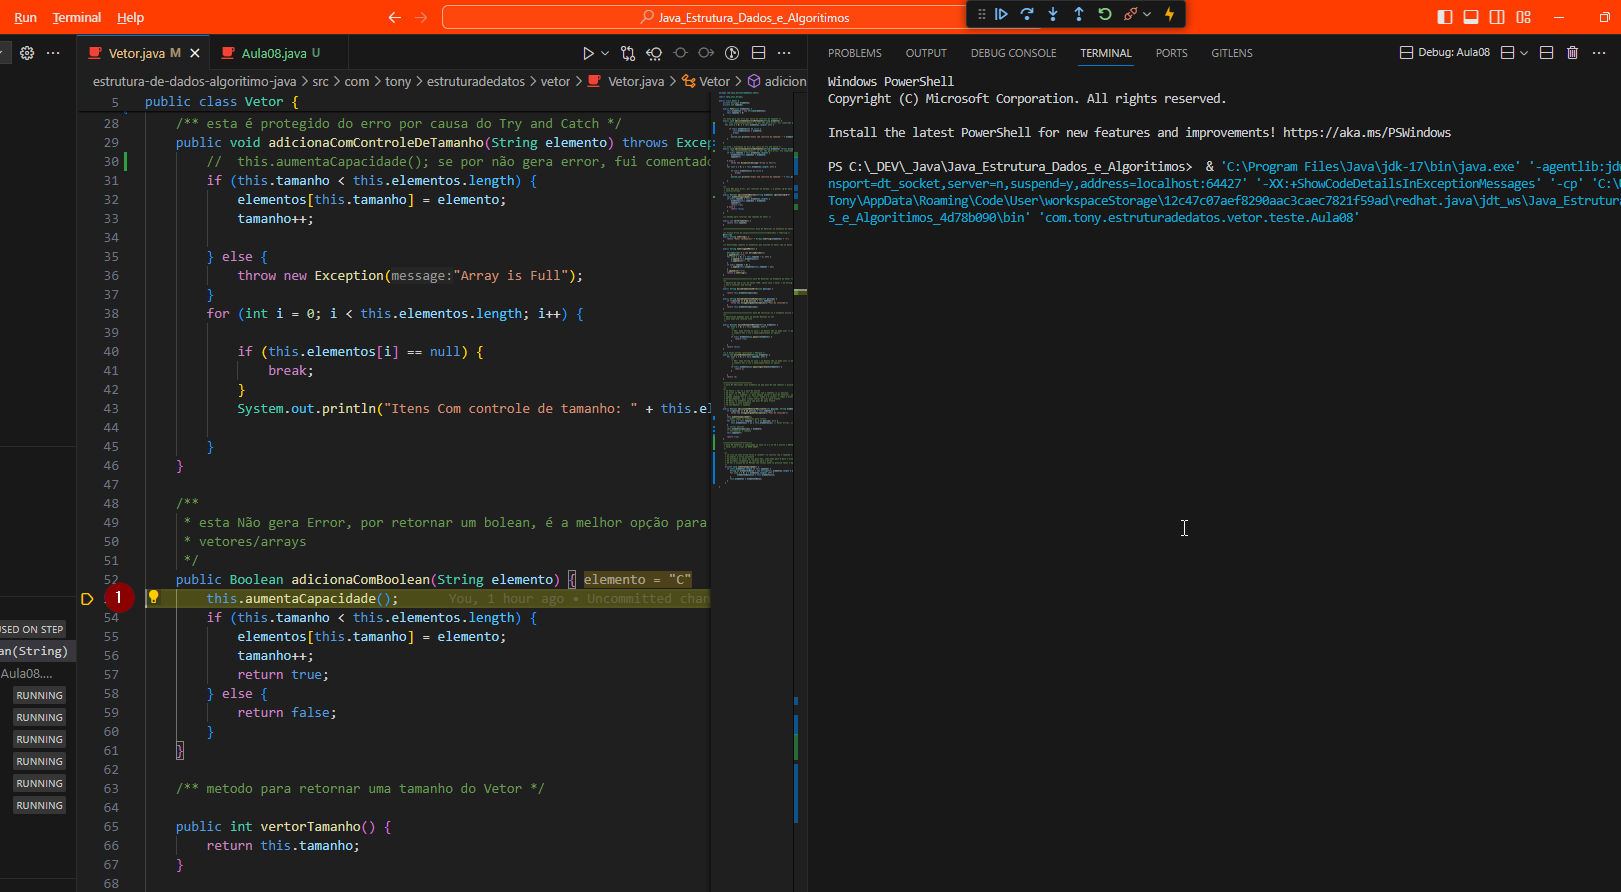 Run Terminal Help
Java_Estrutura_Dados_e_Algoritimos
Vetor.java M
Aula08.java U
estrutura-de-dados-algoritimo-java > src > com > tony > estruturadedatos > vetor > Vetor.java > Vetor > adicion
5 public class Vetor {
28 /** esta é protegido do erro por causa do Try and Catch */
29 public void adicionaComControleDeTamanho(String elemento) throws Excep
30 // this.aumentaCapacidade(); se por não gera error, fui comentado
31 if (this.tamanho < this.elementos.length) {
32 elementos[this.tamanho] = elemento;
33 tamanho++;
34
35 } else {
36 throw new Exception(message:"Array is Full");
37 }
38 for (int i = 0; i < this.elementos.length; i++) {
39
40 if (this.elementos[i] == null) {
41 break;
42 }
43 System.out.println("Itens Com controle de tamanho: " + this.el
44
45 }
46 }
47
48 /**
49 * esta Não gera Error, por retornar um bolean, é a melhor opção para
50 * vetores/arrays
51 */
52 public Boolean adicionaComBoolean(String elemento) { elemento = "C"
1 this.aumentaCapacidade(); You, 1 hour ago • Uncommitted chan
54 if (this.tamanho < this.elementos.length) {
55 elementos[this.tamanho] = elemento;
56 tamanho++;
57 return true;
58 } else {
59 return false;
60 }
61 }
62
63 /** metodo para retornar uma tamanho do Vetor */
64
65 public int vertorTamanho() {
66 return this.tamanho;
67 }
68
USED ON STEP
an(String)
Aula08....
RUNNING
RUNNING
RUNNING
RUNNING
RUNNING
RUNNING
PROBLEMS OUTPUT DEBUG CONSOLE TERMINAL PORTS GITLENS
Debug: Aula08
Windows PowerShell
Copyright (C) Microsoft Corporation. All rights reserved.
Install the latest PowerShell for new features and improvements! https://aka.ms/PSWindows
PS C:\_DEV\_Java\Java_Estrutura_Dados_e_Algoritimos> & 'C:\Program Files\Java\jdk-17\bin\java.exe' '-agentlib:jd
nsport=dt_socket,server=n,suspend=y,address=localhost:64427' '-XX:+ShowCodeDetailsInExceptionMessages' '-cp' 'C:\
Tony\AppData\Roaming\Code\User\workspaceStorage\12c47c07aef8290aac3caec7821f59ad\redhat.java\jdt_ws\Java_Estrutura
s_e_Algoritimos_4d78b090\bin' 'com.tony.estruturadedatos.vetor.teste.Aula08'